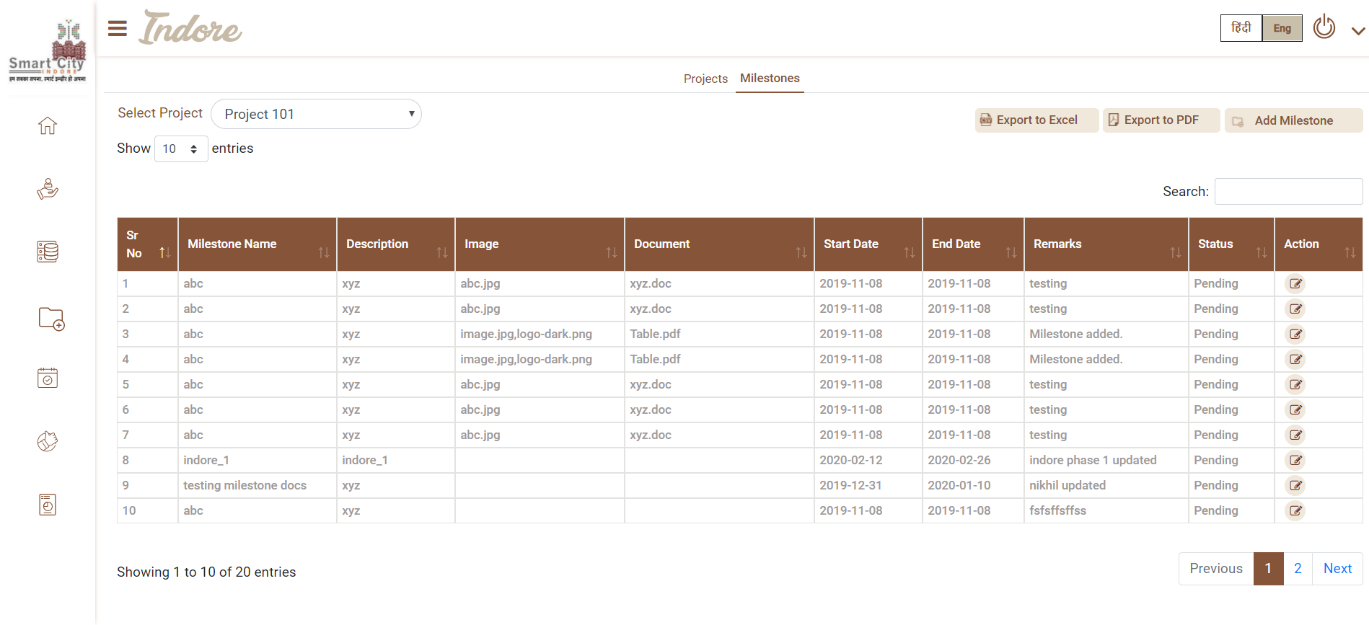 Smart City
INDORE
हम सबका सपना, स्मार्ट इन्दौर हो अपना
Indore
हिंदी Eng
Projects Milestones
Select Project Project 101
Export to Excel Export to PDF Add Milestone
Show 10 entries
Search:
Sr No Milestone Name Description Image Document Start Date End Date Remarks Status Action
1 abc xyz abc.jpg xyz.doc 2019-11-08 2019-11-08 testing Pending
2 abc xyz abc.jpg xyz.doc 2019-11-08 2019-11-08 testing Pending
3 abc xyz image.jpg,logo-dark.png Table.pdf 2019-11-08 2019-11-08 Milestone added. Pending
4 abc xyz image.jpg,logo-dark.png Table.pdf 2019-11-08 2019-11-08 Milestone added. Pending
5 abc xyz abc.jpg xyz.doc 2019-11-08 2019-11-08 testing Pending
6 abc xyz abc.jpg xyz.doc 2019-11-08 2019-11-08 testing Pending
7 abc xyz abc.jpg xyz.doc 2019-11-08 2019-11-08 testing Pending
8 indore_1 indore_1 2020-02-12 2020-02-26 indore phase 1 updated Pending
9 testing milestone docs xyz 2019-12-31 2020-01-10 nikhil updated Pending
10 abc xyz 2019-11-08 2019-11-08 fsfsffsffss Pending
Showing 1 to 10 of 20 entries
Previous 1 2 Next